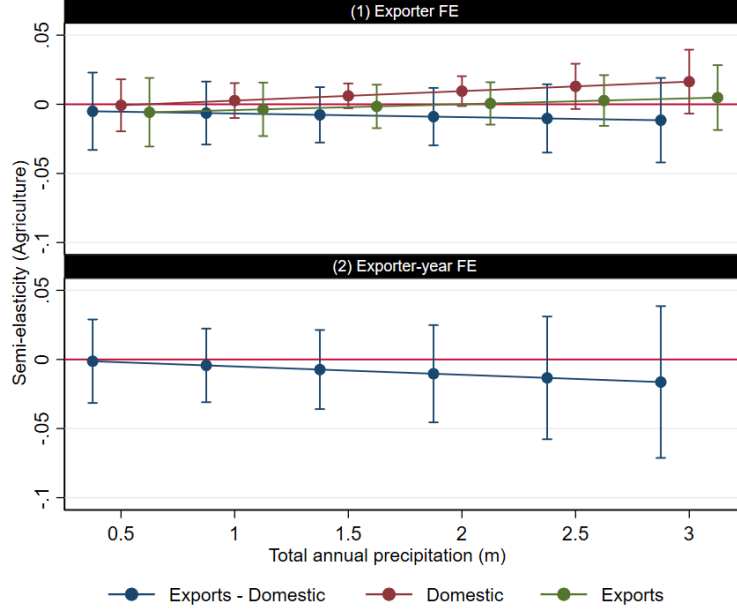 (1) Exporter FE
.05
0
-.05
-.1
(2) Exporter-year FE
.05
0
-.05
-.1
Semi-elasticity (Agriculture)
0.5 1 1.5 2 2.5 3
Total annual precipitation (m)
Exports - Domestic Domestic Exports